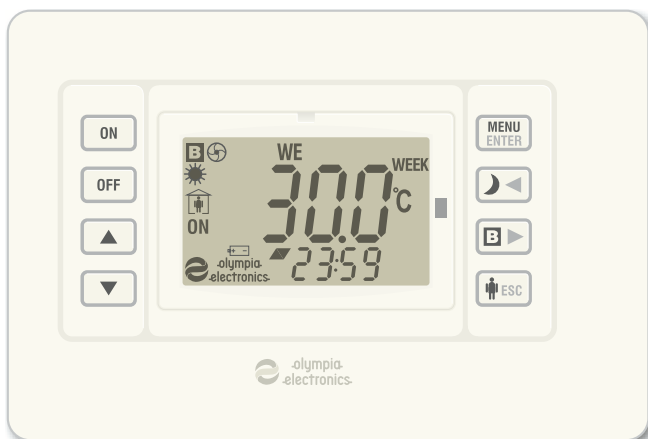 ON
OFF
B
WE
WEEK
30.0
°C
ON
+ -
olympia
electronics
23:59
MENU
ENTER
B
ESC
olympia
electronics